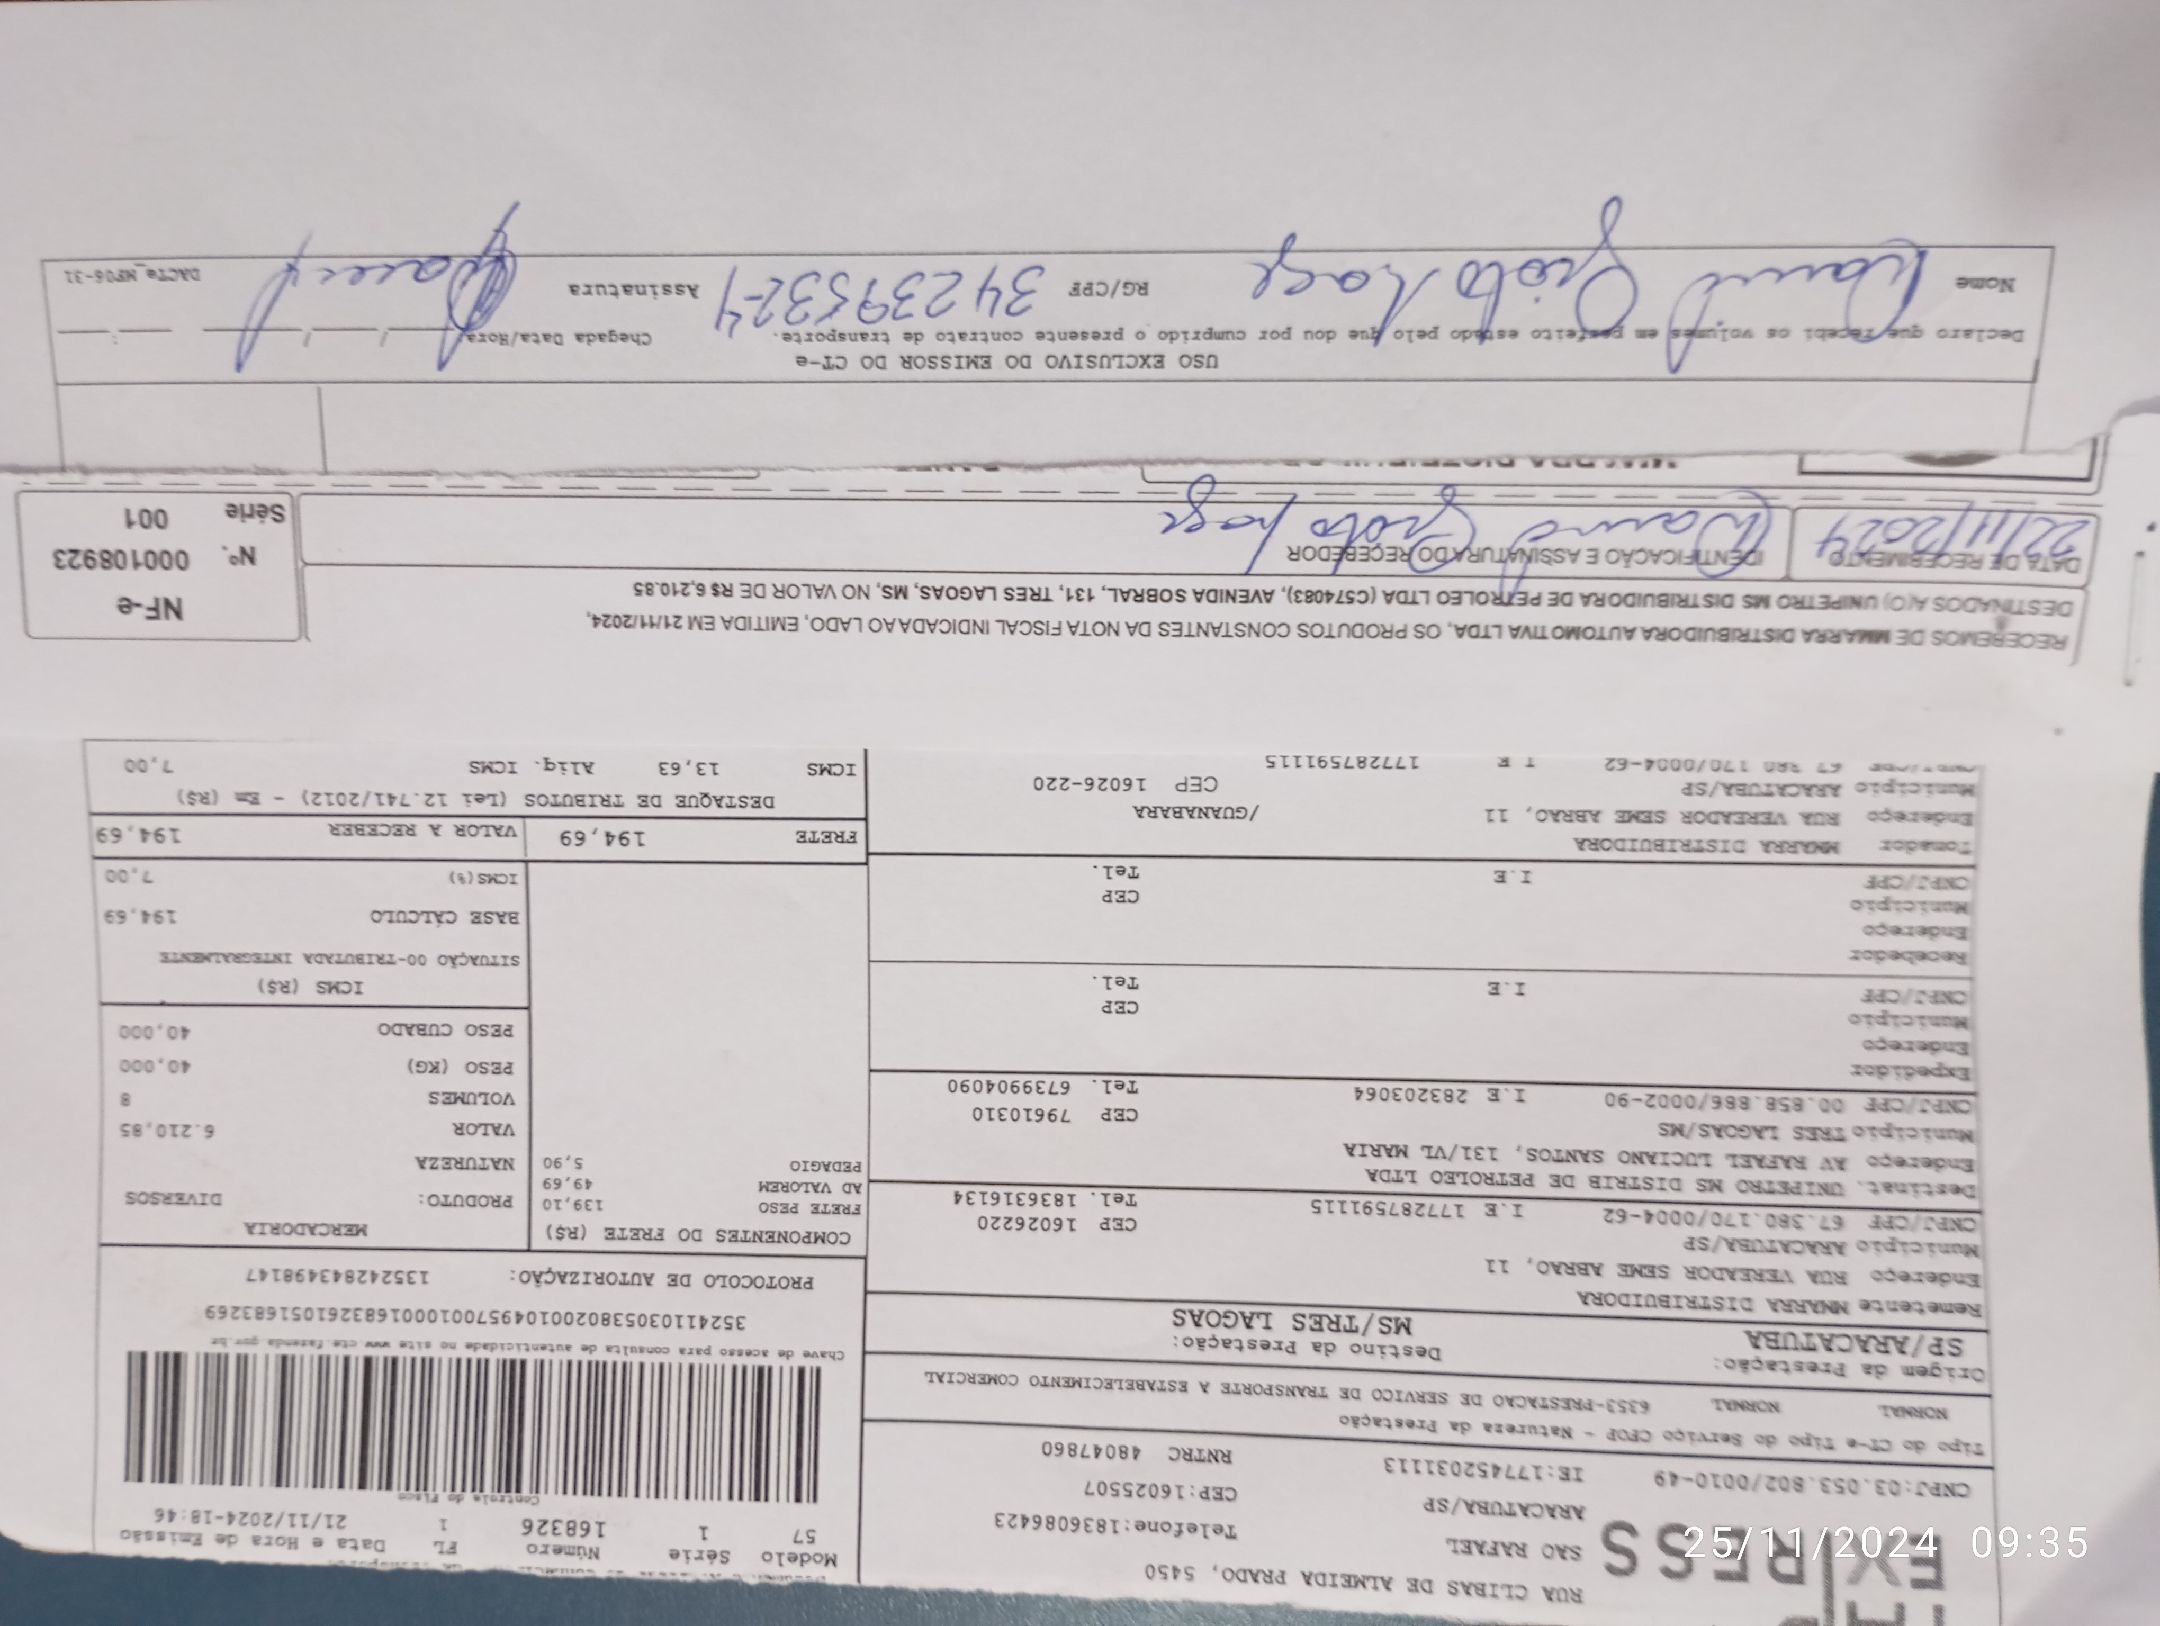 EXPRESS
RUA CLIBAS DE ALMEIDA PRADO, 5450
SAO RAFAEL Telefone:1836086423
ARACATUBA/SP CEP:16025507
CNPJ:03.053.802/0010-49 IE:177452031113 RNTRC 48047860
Modelo Série Número FL Data e Hora de Emissão
57 1 168326 1 21/11/2024-18:46
Controle do Fisco
Chave de acesso para consulta de autenticidade no site www.cte.fazenda.gov.br
35241103053802001049570010001683261051683269
PROTOCOLO DE AUTORIZAÇÃO: 135242843498147
Tipo do CT-e Tipo do Serviço CFOP - Natureza da Prestação
NORMAL NORMAL 6353-PRESTACAO DE SERVICO DE TRANSPORTE A ESTABELECIMENTO COMERCIAL
Origem da Prestação: Destino da Prestação:
SP/ARACATUBA MS/TRES LAGOAS
Remetente MMARRA DISTRIBUIDORA
Endereço RUA VEREADOR SEME ABRAO, 11
Município ARACATUBA/SP CEP 16026220
CNPJ/CPF 67.380.170/0004-62 I.E 177287591115 Tel. 1836316134
Destinat. UNIPETRO MS DISTRIB DE PETROLEO LTDA
Endereço AV RAFAEL LUCIANO SANTOS, 131/VL MARIA
Município TRES LAGOAS/MS CEP 79610310
CNPJ/CPF 00.858.886/0002-90 I.E 283203064 Tel. 6739904090
Expedidor
Endereço
Município CEP
CNPJ/CPF I.E Tel.
Recebedor
Endereço
Município CEP
CNPJ/CPF I.E Tel.
Tomador MMARRA DISTRIBUIDORA
Endereço RUA VEREADOR SEME ABRAO, 11 /GUANABARA
Município ARACATUBA/SP CEP 16026-220
67 380 170/0004-62 177287591115
COMPONENTES DO FRETE (R$)
FRETE PESO 139,10
AD VALOREM 49,69
PEDAGIO 5,90
MERCADORIA
PRODUTO: DIVERSOS
NATUREZA
VALOR 6.210,85
VOLUMES 8
PESO (KG) 40,000
PESO CUBADO 40,000
ICMS (R$)
SITUAÇÃO 00-TRIBUTADA INTEGRALMENTE
BASE CÁLCULO 194,69
ICMS(%) 7,00
FRETE 194,69 VALOR A RECEBER 194,69
DESTAQUE DE TRIBUTOS (Lei 12.741/2012) - Em (R$)
ICMS 13,63 Aliq. ICMS 7,00
RECEBEMOS DE MMARRA DISTRIBUIDORA AUTOMOTIVA LTDA, OS PRODUTOS CONSTANTES DA NOTA FISCAL INDICADA AO LADO, EMITIDA EM 21/11/2024,
DESTINADOS A(O) UNIPETRO MS DISTRIBUIDORA DE PETROLEO LTDA (C574083), AVENIDA SOBRAL, 131, TRES LAGOAS, MS, NO VALOR DE R$ 6,210.85
DATA DE RECEBIMENTO IDENTIFICAÇÃO E ASSINATURA DO RECEBEDOR
22/11/2024
NF-e
Nº. 000108923
Série 001
USO EXCLUSIVO DO EMISSOR DO CT-e
Declaro que recebi os volumes em perfeito estado pelo que dou por cumprido o presente contrato de transporte. Chegada Data/Hora
Nome RG/CPF 342395532-4 Assinatura
DACTe_MP06-31
25/11/2024 09:35